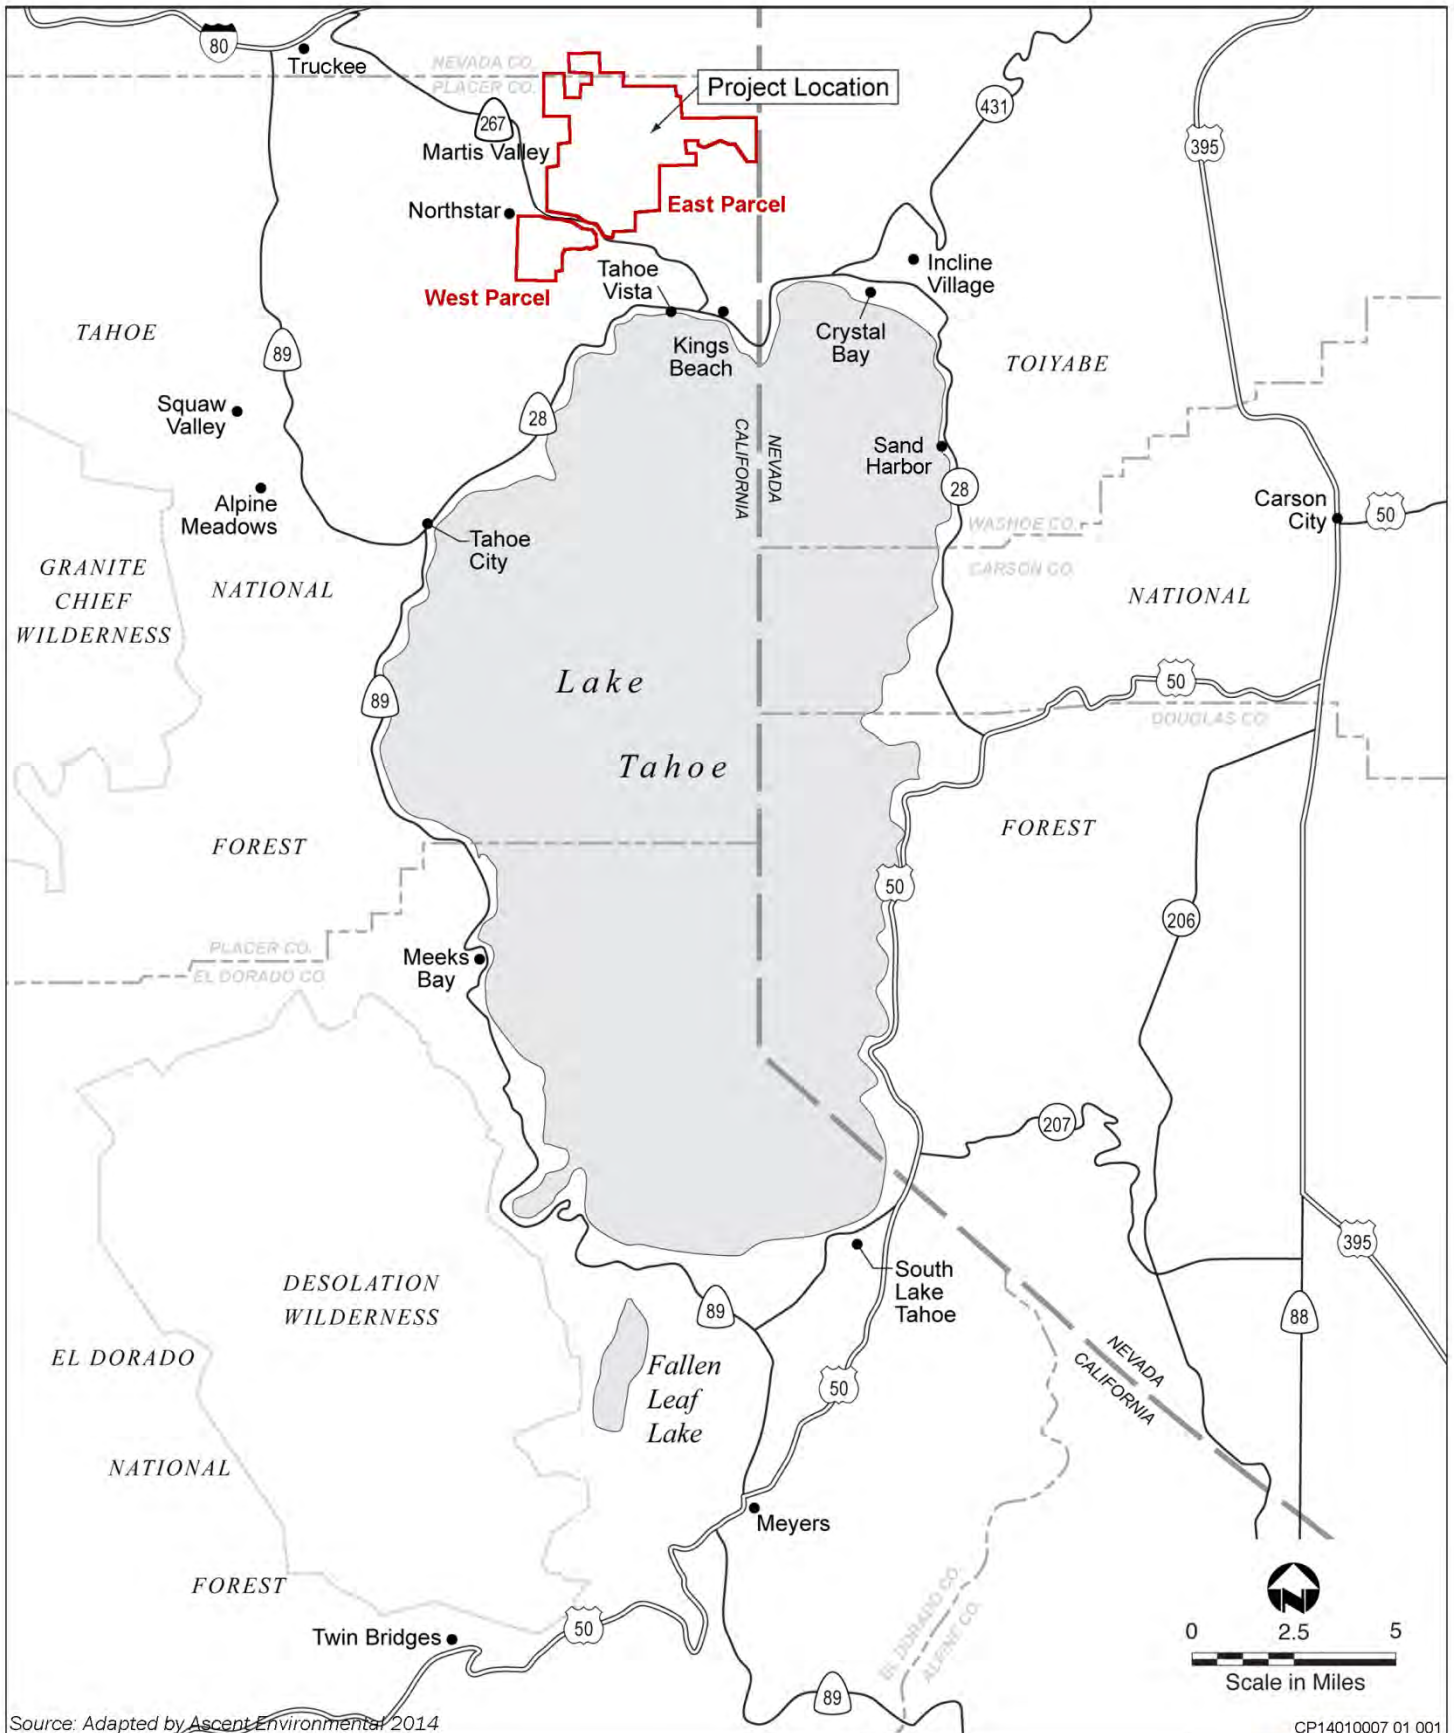 80
Truckee
NEVADA CO.
PLACER CO.
Project Location
267
Martis Valley
431
395
Northstar
East Parcel
West Parcel
Tahoe
Vista
Incline
Village
Kings
Beach
Crystal
Bay
TAHOE
89
TOIYABE
Squaw
Valley
28
CALIFORNIA
NEVADA
Sand
Harbor
28
Alpine
Meadows
Carson
City
50
Tahoe
City
WASHOE CO.
CARSON CO.
GRANITE
CHIEF
WILDERNESS
NATIONAL
NATIONAL
Lake
Tahoe
89
50
DOUGLAS CO.
FOREST
FOREST
50
206
PLACER CO.
EL DORADO CO.
Meeks
Bay
207
395
South
Lake
Tahoe
DESOLATION
WILDERNESS
89
88
EL DORADO
Fallen
Leaf
Lake
50
NEVADA
CALIFORNIA
NATIONAL
Meyers
FOREST
EL DORADO CO.
ALPINE CO.
N
Twin Bridges
50
0 2.5 5
Scale in Miles
89
Source: Adapted by Ascent Environmental 2014
CP14010007 01 001